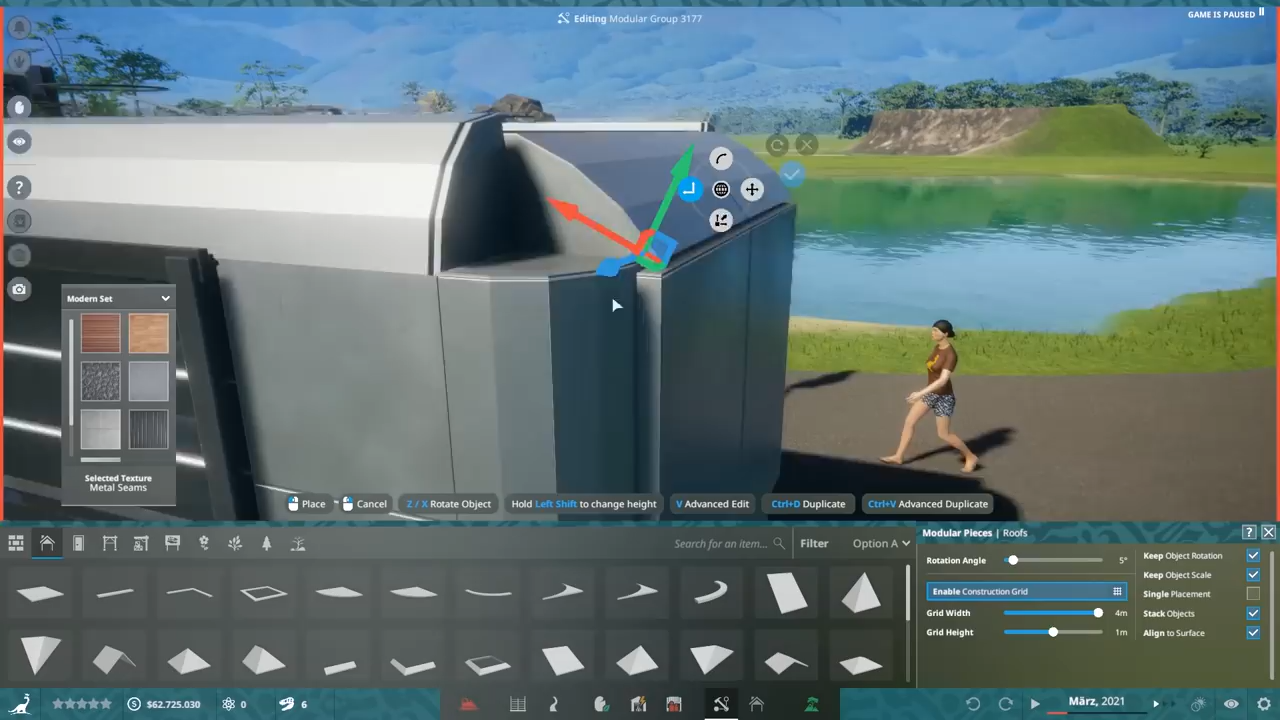 Editing Modular Group 3177
GAME IS PAUSED
Modern Set
Selected Texture
Metal Seams
Place
Cancel
Z / X Rotate Object
Hold Left Shift to change height
V Advanced Edit
Ctrl+D Duplicate
Ctrl+V Advanced Duplicate
Search for an item...
Filter
Option A
Modular Pieces | Roofs
Rotation Angle 5°
Enable Construction Grid
Grid Width 4m
Grid Height 1m
Keep Object Rotation
Keep Object Scale
Single Placement
Stack Objects
Align to Surface
$62.725.030
0
6
März, 2021